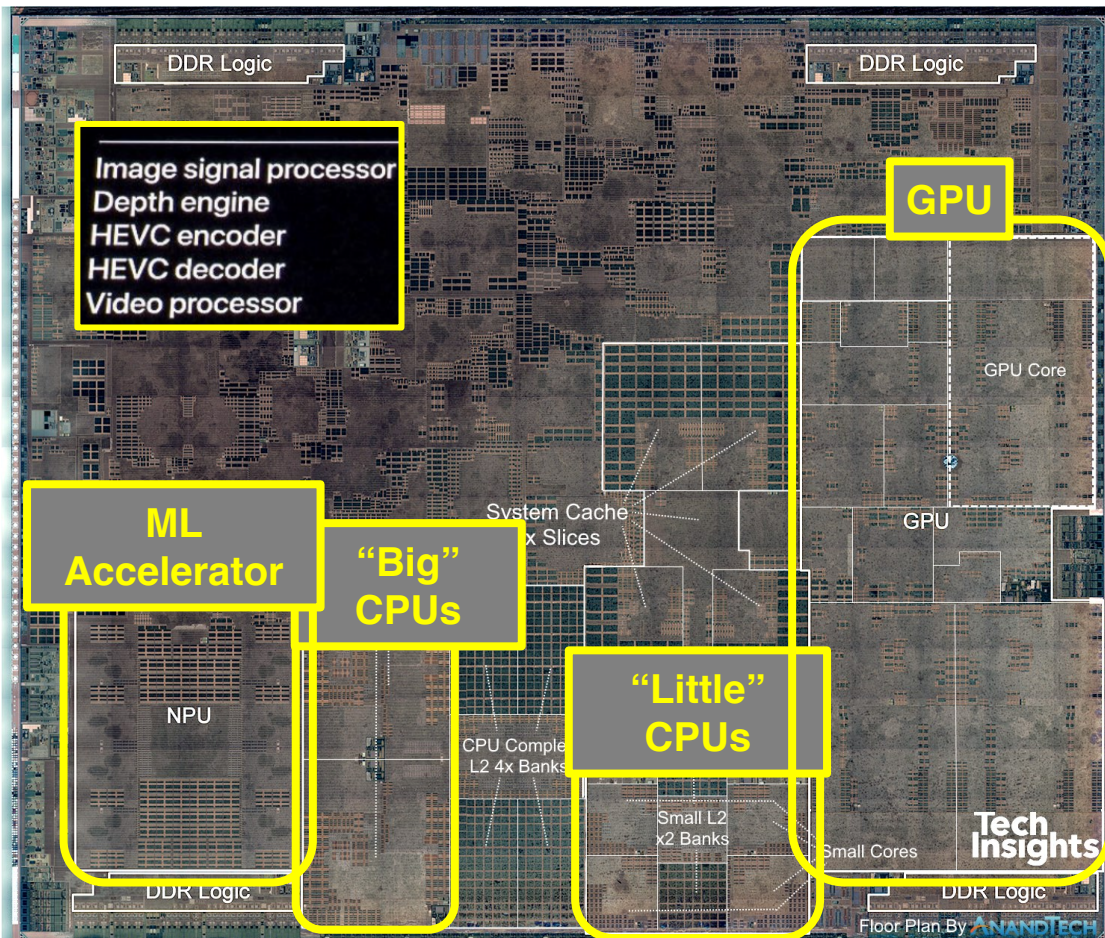 DDR Logic
DDR Logic
Image signal processor
Depth engine
HEVC encoder
HEVC decoder
Video processor
GPU
GPU Core
System Cache
x Slices
GPU
ML
Accelerator
“Big”
CPUs
“Little”
CPUs
NPU
CPU Comple
L2 4x Banks
Small L2
x2 Banks
Small Cores
Tech
Insights
DDR Logic
DDR Logic
Floor Plan By ANANDTECH